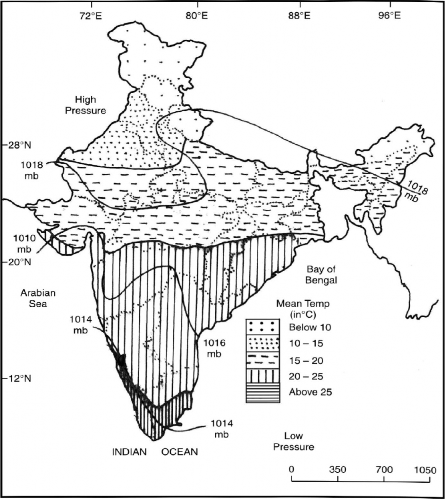 72°E 80°E 88°E 96°E
High
Pressure
28°N
1018
mb
1018
mb
1010
mb
20°N
Arabian
Sea
Bay of
Bengal
Mean Temp
(in°C)
Below 10
10 – 15
15 – 20
20 – 25
Above 25
1014
mb
1016
mb
12°N
1014
mb
INDIAN OCEAN
Low
Pressure
0 350 700 1050